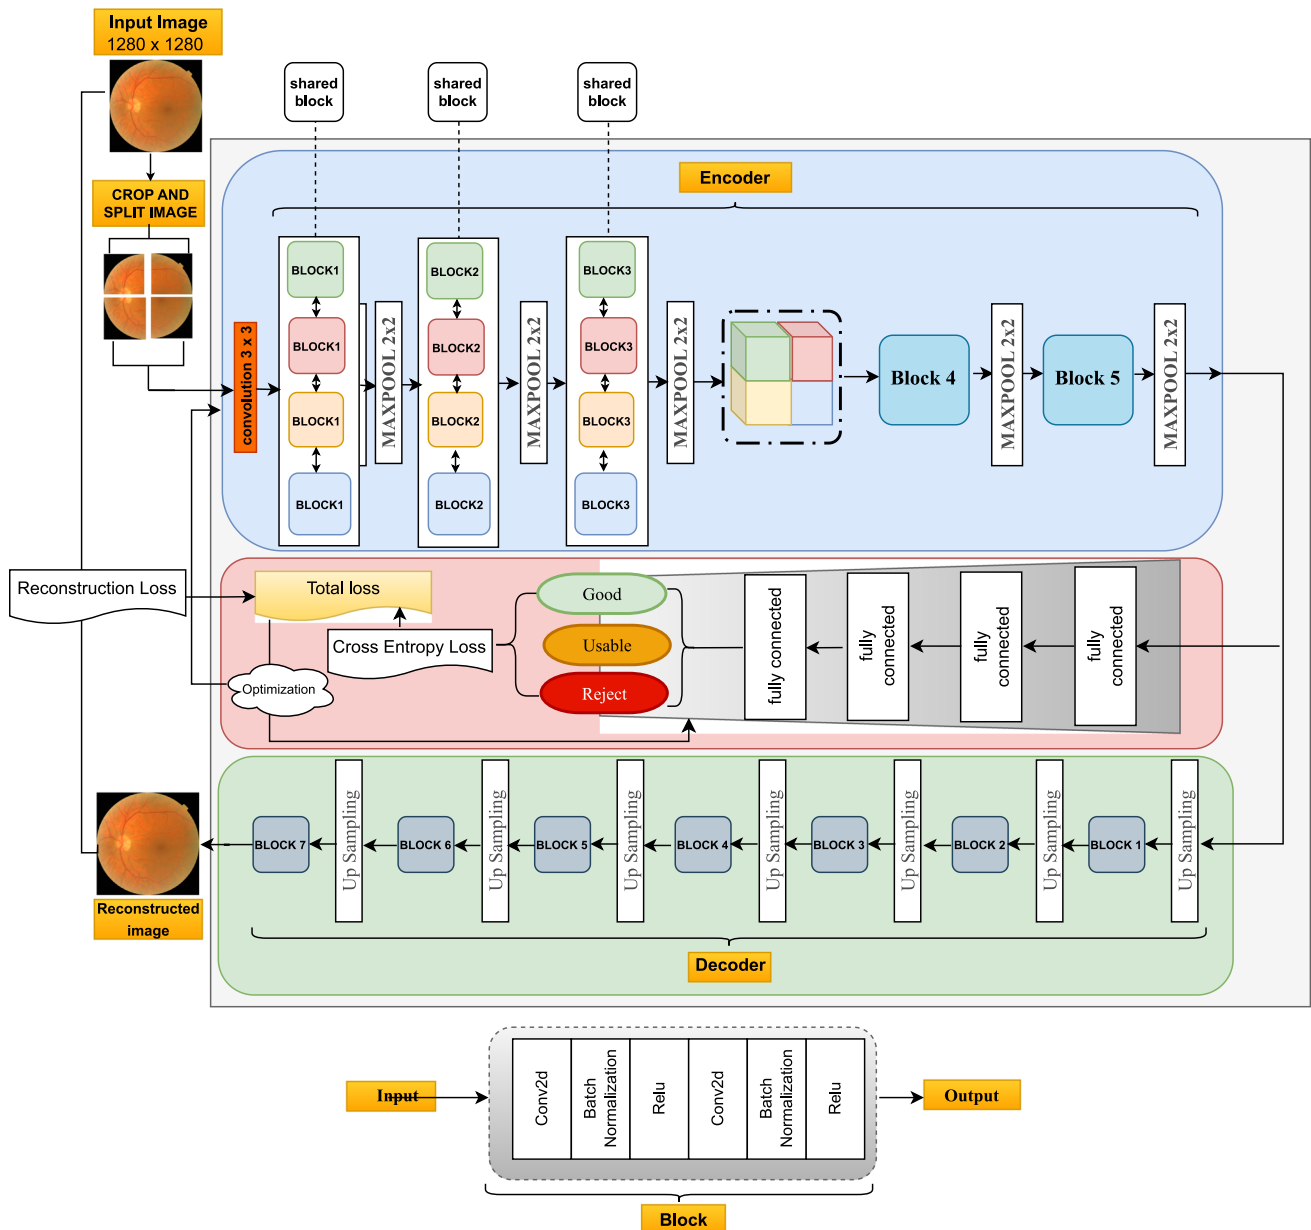 Input Image
1280 x 1280
shared
block
shared
block
shared
block
CROP AND
SPLIT IMAGE
Encoder
convolution 3 x 3
BLOCK1
BLOCK1
BLOCK1
BLOCK1
MAXPOOL 2x2
BLOCK2
BLOCK2
BLOCK2
BLOCK2
MAXPOOL 2x2
BLOCK3
BLOCK3
BLOCK3
BLOCK3
MAXPOOL 2x2
Block 4
MAXPOOL 2x2
Block 5
MAXPOOL 2x2
Reconstruction Loss
Total loss
Cross Entropy Loss
Optimization
Good
Usable
Reject
fully connected
fully
connected
fully
connected
fully
connected
BLOCK 7
Up Sampling
BLOCK 6
Up Sampling
BLOCK 5
Up Sampling
BLOCK 4
Up Sampling
BLOCK 3
Up Sampling
BLOCK 2
Up Sampling
BLOCK 1
Up Sampling
Reconstructed
image
Decoder
Input
Conv2d
Batch
Normalization
Relu
Conv2d
Batch
Normalization
Relu
Output
Block